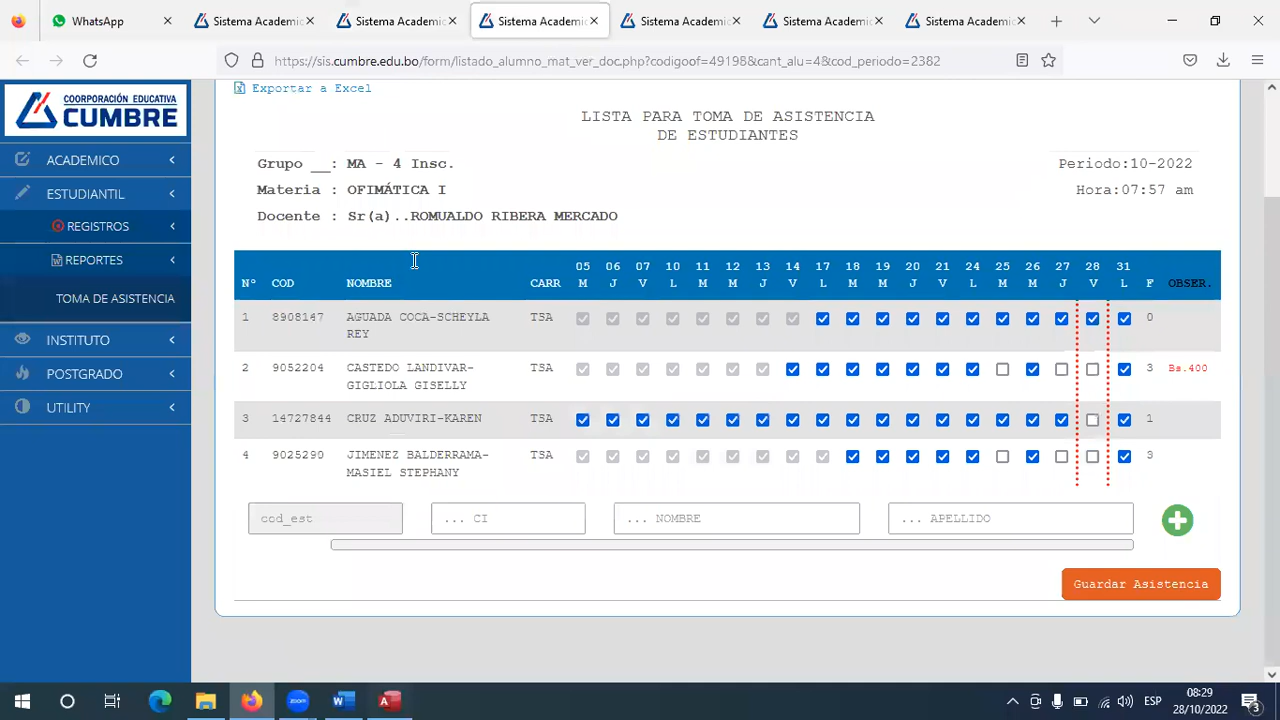 WhatsApp
Sistema Academic
Sistema Academic
Sistema Academic
Sistema Academic
Sistema Academic
Sistema Academic
https://sis.cumbre.edu.bo/form/listado_alumno_mat_ver_doc.php?codigoof=49198&cant_alu=4&cod_periodo=2382
COORPORACIÓN EDUCATIVA
CUMBRE
ACADEMICO
ESTUDIANTIL
REGISTROS
REPORTES
TOMA DE ASISTENCIA
INSTITUTO
POSTGRADO
UTILITY
Exportar a Excel
LISTA PARA TOMA DE ASISTENCIA
DE ESTUDIANTES
Grupo __: MA - 4 Insc.
Periodo:10-2022
Materia : OFIMÁTICA I
Hora:07:57 am
Docente : Sr(a)..ROMUALDO RIBERA MERCADO
05 06 07 10 11 12 13 14 17 18 19 20 21 24 25 26 27 28 31
Nº COD NOMBRE CARR M J V L M M J V L M M J V L M M J V L F OBSER.
1 8908147 AGUADA COCA-SCHEYLA TSA 0
REY
2 9052204 CASTEDO LANDIVAR- TSA 3 Bs.400
GIGLIOLA GISELLY
3 14727844 CRUZ ADUVIRI-KAREN TSA 1
4 9025290 JIMENEZ BALDERRAMA- TSA 3
MASIEL STEPHANY
cod_est ... CI ... NOMBRE ... APELLIDO
Guardar Asistencia
zoom
W
A
ESP
08:29
28/10/2022
3